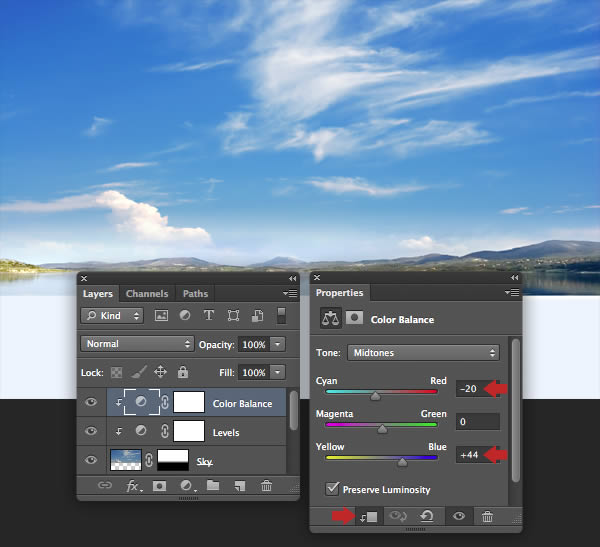 Layers Channels Paths
Kind
Normal Opacity: 100%
Lock: Fill: 100%
Color Balance
Levels
Sky
fx
Properties
Color Balance
Tone: Midtones
Cyan Red -20
Magenta Green 0
Yellow Blue +44
Preserve Luminosity